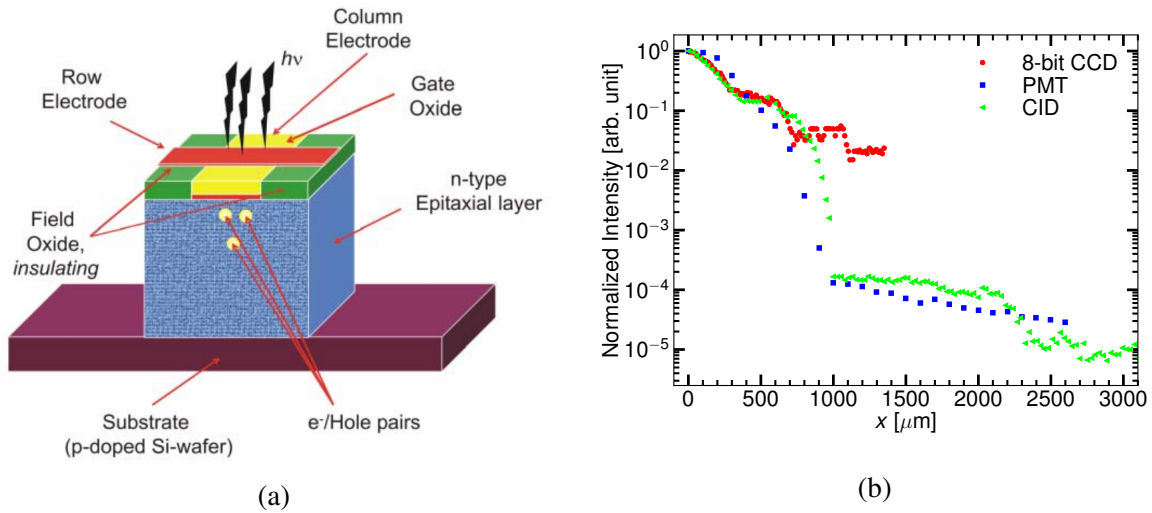 Column
Electrode
hν
Row
Electrode
Gate
Oxide
n-type
Epitaxial layer
Field
Oxide,
insulating
Substrate
(p-doped Si-wafer)
e⁻/Hole pairs
(a)
Normalized Intensity [arb. unit]
10⁰
10⁻¹
10⁻²
10⁻³
10⁻⁴
10⁻⁵
8-bit CCD
PMT
CID
0 500 1000 1500 2000 2500 3000
x [μm]
(b)